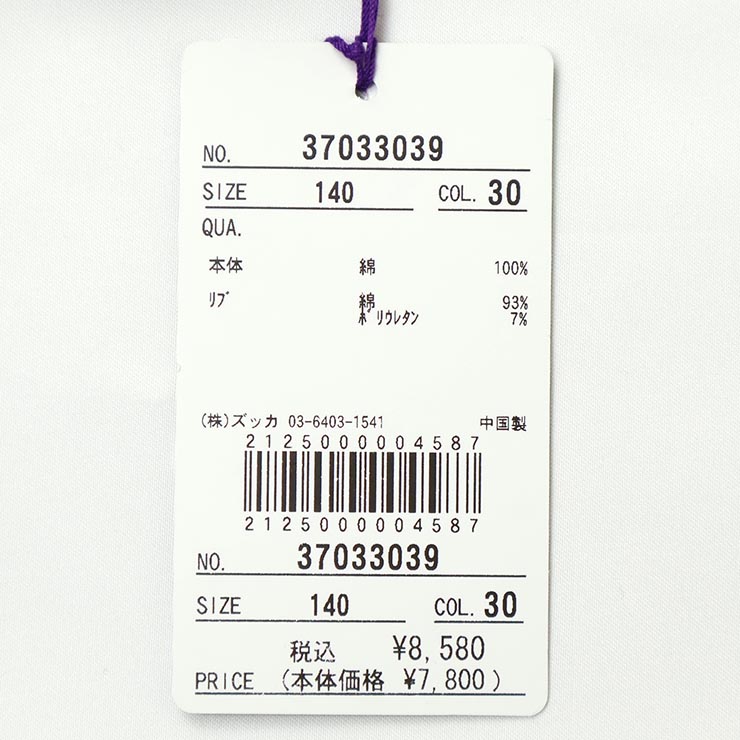 NO. 37033039
SIZE 140 COL. 30
QUA.
本体 綿 100%
リブ 綿 93%
ポリウレタン 7%
(株)ズッカ 03-6403-1541 中国製
2125000004587
2125000004587
NO. 37033039
SIZE 140 COL. 30
税込 ¥8,580
PRICE (本体価格 ¥7,800)